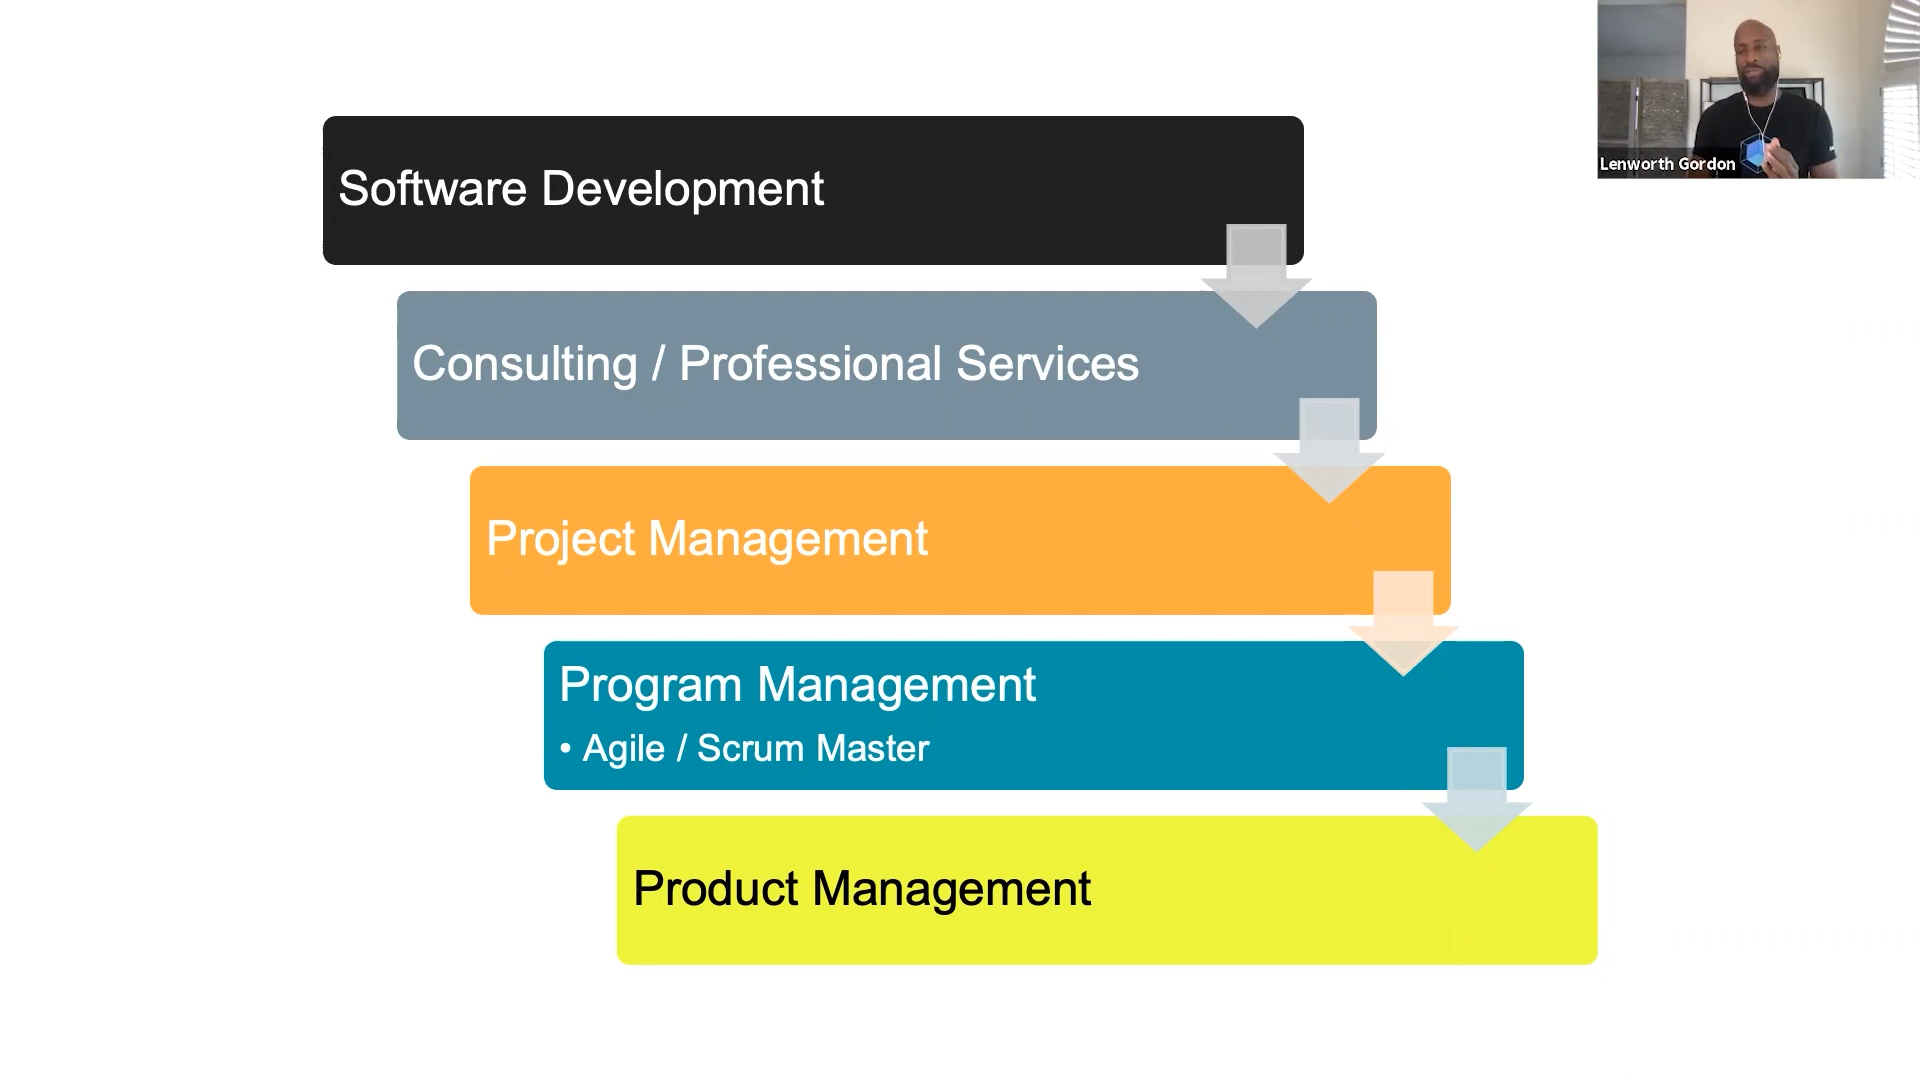 Software Development
Lenworth Gordon
Consulting / Professional Services
Project Management
Program Management
• Agile / Scrum Master
Product Management